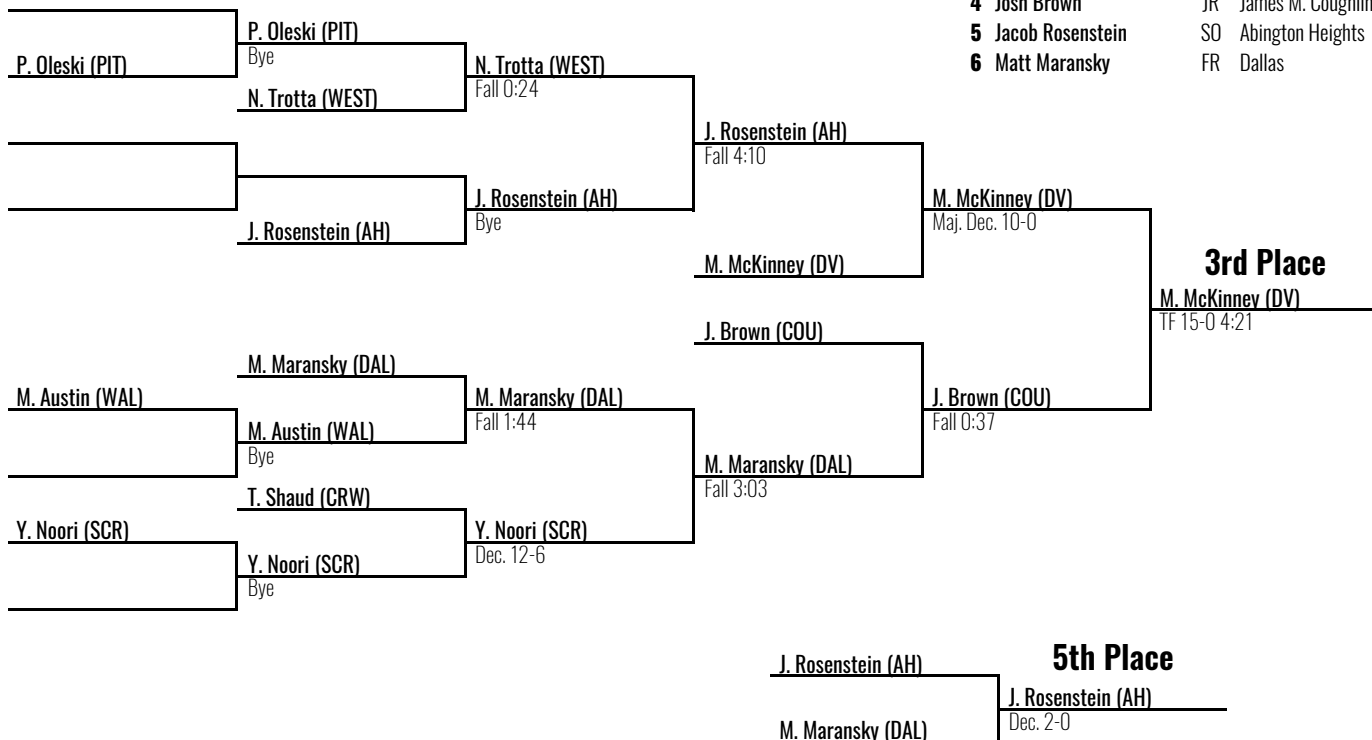 4 Josh Brown JR James M. Coughlin
5 Jacob Rosenstein SO Abington Heights
6 Matt Maransky FR Dallas
P. Oleski (PIT)
P. Oleski (PIT)
Bye
N. Trotta (WEST)
N. Trotta (WEST)
Fall 0:24
J. Rosenstein (AH)
J. Rosenstein (AH)
Bye
J. Rosenstein (AH)
Fall 4:10
M. McKinney (DV)
M. McKinney (DV)
Maj. Dec. 10-0
3rd Place
M. McKinney (DV)
TF 15-0 4:21
J. Brown (COU)
J. Brown (COU)
Fall 0:37
M. Maransky (DAL)
M. Austin (WAL)
M. Austin (WAL)
Bye
M. Maransky (DAL)
Fall 1:44
M. Maransky (DAL)
Fall 3:03
T. Shaud (CRW)
Y. Noori (SCR)
Y. Noori (SCR)
Bye
Y. Noori (SCR)
Dec. 12-6
5th Place
J. Rosenstein (AH)
J. Rosenstein (AH)
Dec. 2-0
M. Maransky (DAL)